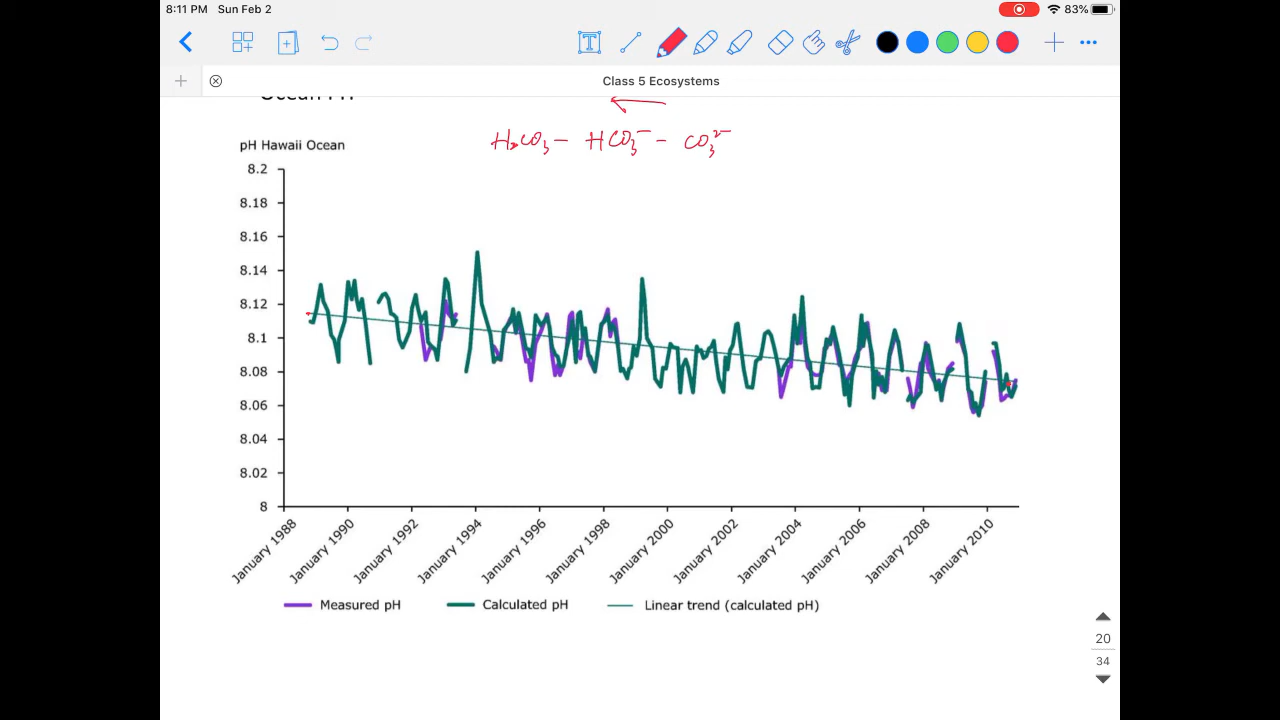 8:11 PM Sun Feb 2
83%
Class 5 Ecosystems
Ocean PH
H₂CO₃ - HCO₃⁻ - CO₃²⁻
pH Hawaii Ocean
8.2
8.18
8.16
8.14
8.12
8.1
8.08
8.06
8.04
8.02
8
January 1988
January 1990
January 1992
January 1994
January 1996
January 1998
January 2000
January 2002
January 2004
January 2006
January 2008
January 2010
Measured pH
Calculated pH
Linear trend (calculated pH)
20
34